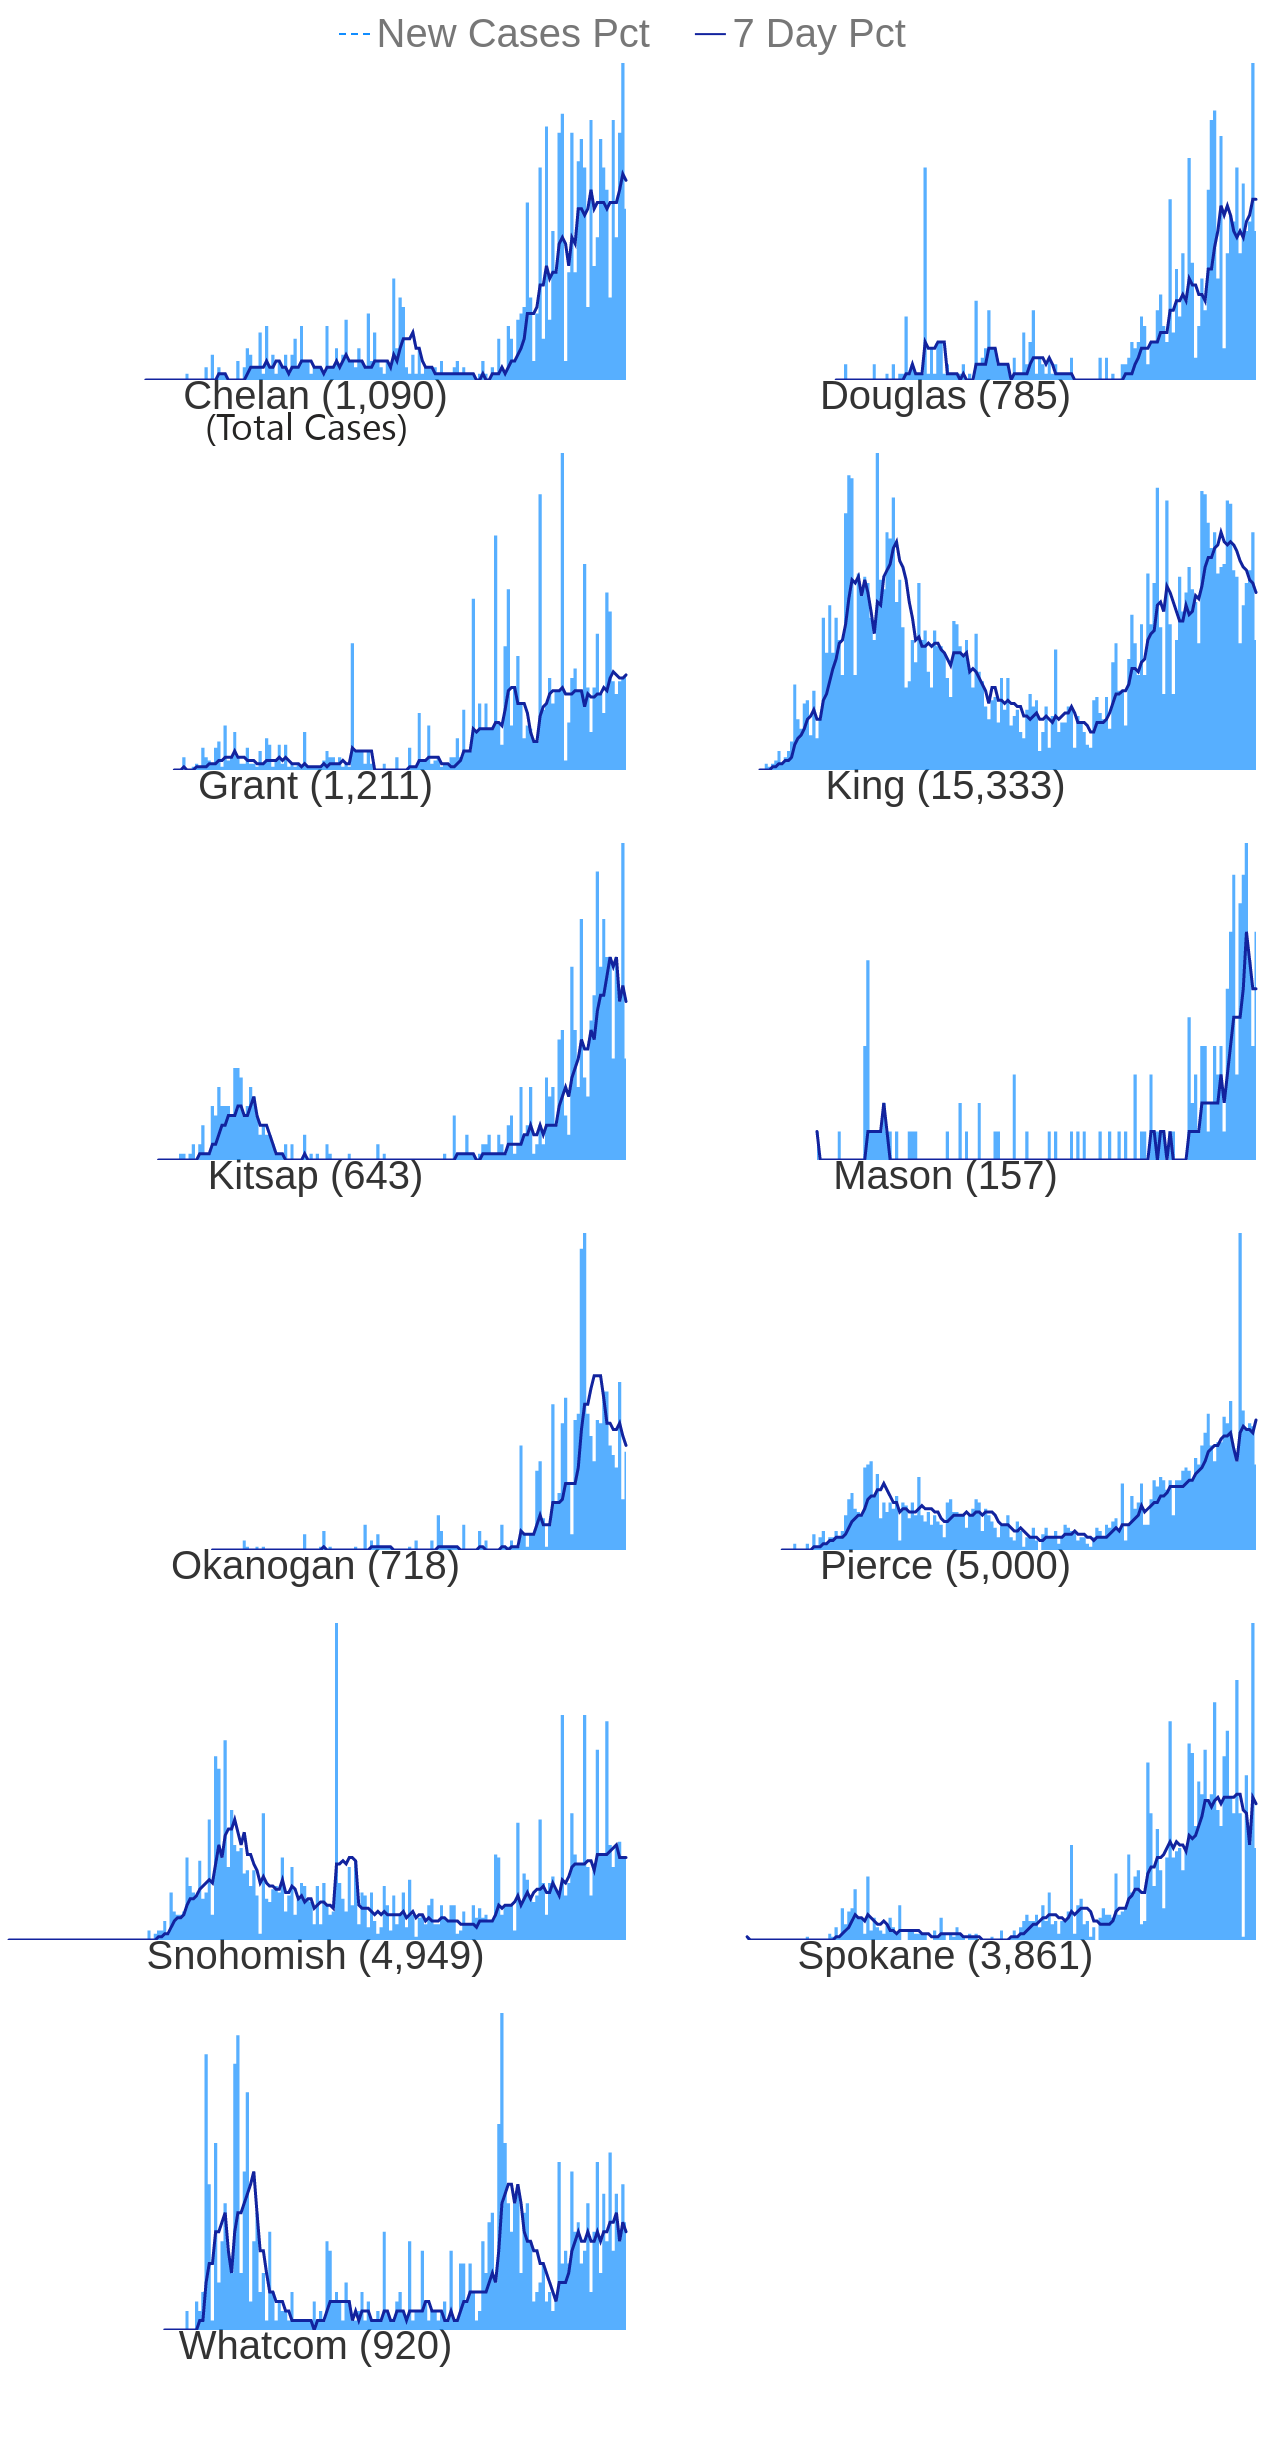 New Cases Pct 7 Day Pct
Chelan (1,090) Douglas (785)
(Total Cases)
Grant (1,211) King (15,333)
Kitsap (643) Mason (157)
Okanogan (718) Pierce (5,000)
Snohomish (4,949) Spokane (3,861)
Whatcom (920)